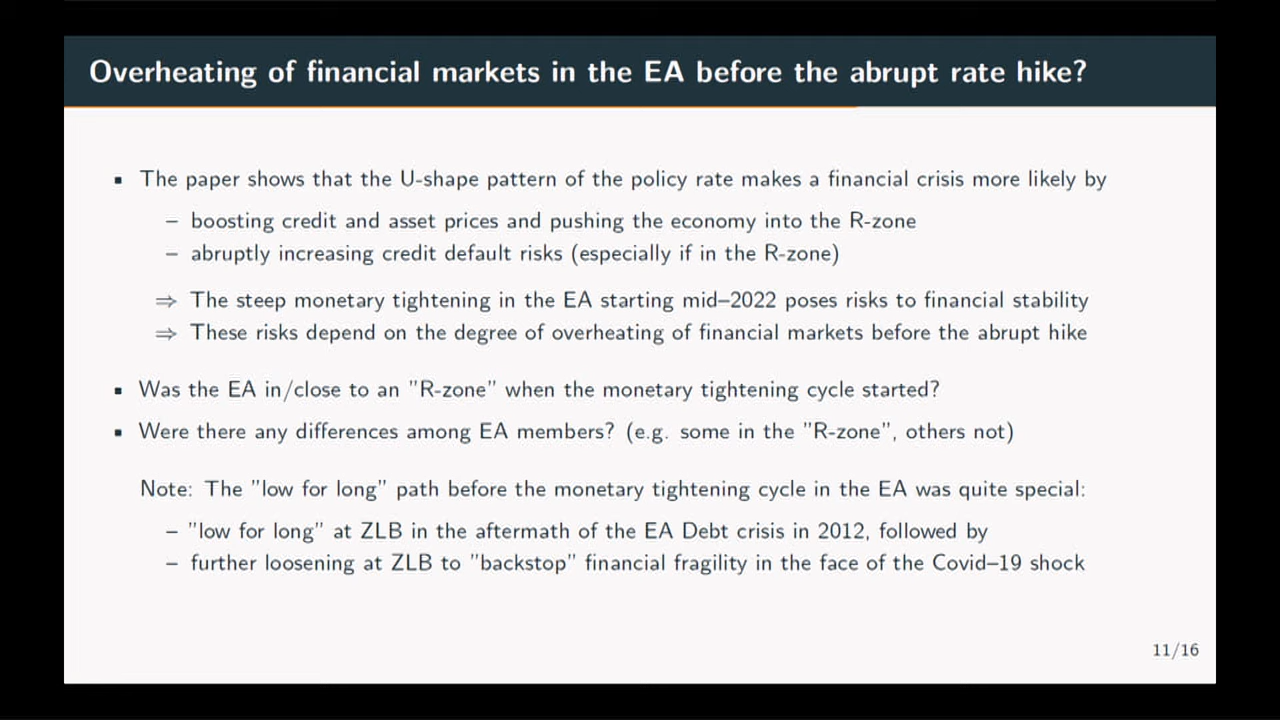 Overheating of financial markets in the EA before the abrupt rate hike?
▪ The paper shows that the U-shape pattern of the policy rate makes a financial crisis more likely by
– boosting credit and asset prices and pushing the economy into the R-zone
– abruptly increasing credit default risks (especially if in the R-zone)
⇒ The steep monetary tightening in the EA starting mid–2022 poses risks to financial stability
⇒ These risks depend on the degree of overheating of financial markets before the abrupt hike
▪ Was the EA in/close to an "R-zone" when the monetary tightening cycle started?
▪ Were there any differences among EA members? (e.g. some in the "R-zone", others not)
Note: The "low for long" path before the monetary tightening cycle in the EA was quite special:
– "low for long" at ZLB in the aftermath of the EA Debt crisis in 2012, followed by
– further loosening at ZLB to "backstop" financial fragility in the face of the Covid–19 shock
11/16